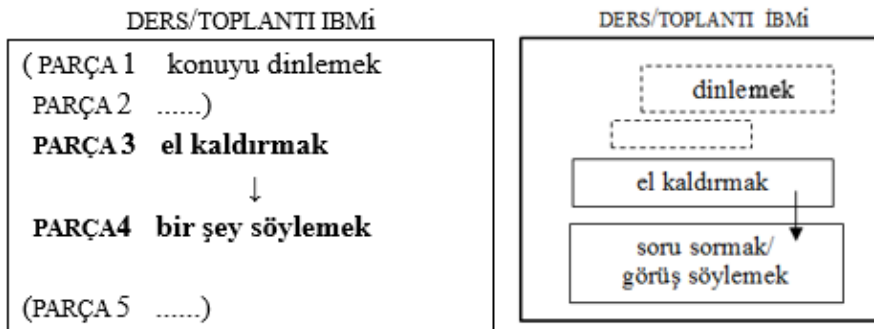 DERS/TOPLANTI IBMi
(PARÇA 1 konuyu dinlemek
PARÇA 2 ......)
PARÇA 3 el kaldırmak
↓
PARÇA4 bir şey söylemek
(PARÇA 5 ......)
DERS/TOPLANTI İBMi
dinlemek
el kaldırmak
soru sormak/
görüş söylemek